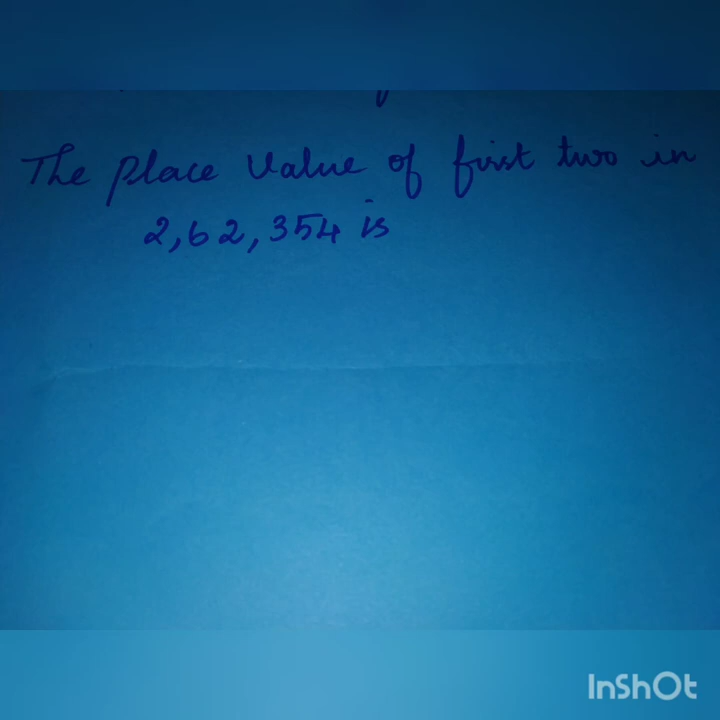 The place value of first two in
2,62,354 is
InShOt